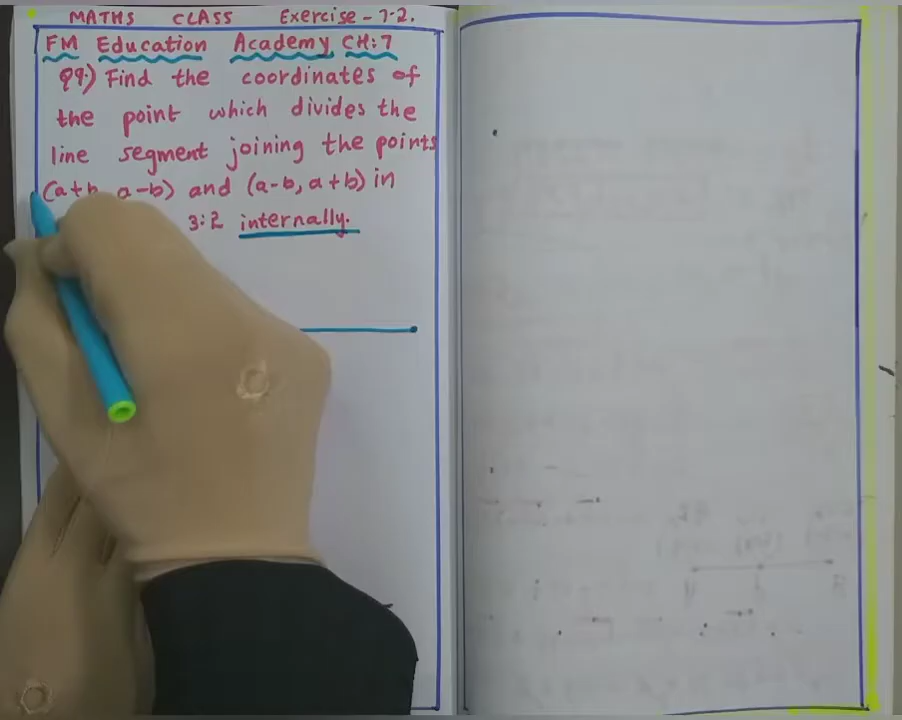 MATHS CLASS Exercise - 7.2.
FM Education Academy CH:7
Q9.) Find the coordinates of
the point which divides the
line segment joining the points
(a+b, a-b) and (a-b, a+b) in
3:2 internally.